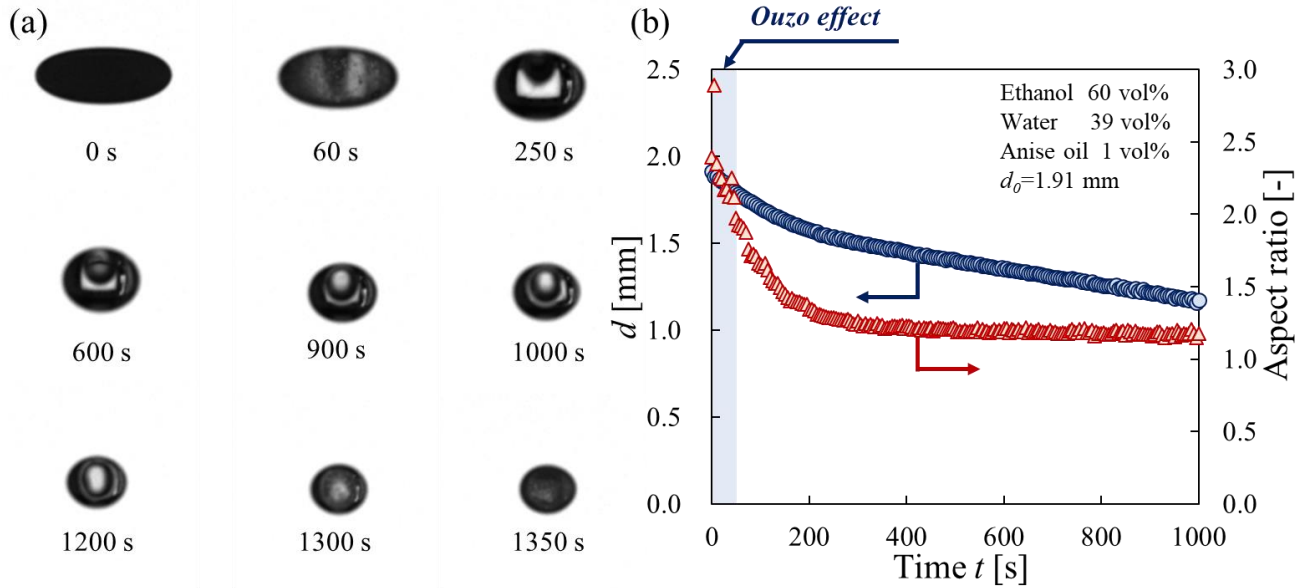 (a)
0 s
60 s
250 s
600 s
900 s
1000 s
1200 s
1300 s
1350 s
(b)
Ouzo effect
2.5
2.0
1.5
1.0
0.5
0.0
d [mm]
Ethanol 60 vol%
Water 39 vol%
Anise oil 1 vol%
d0=1.91 mm
3.0
2.5
2.0
1.5
1.0
0.5
0.0
Aspect ratio [-]
0
200
400
600
800
1000
Time t [s]